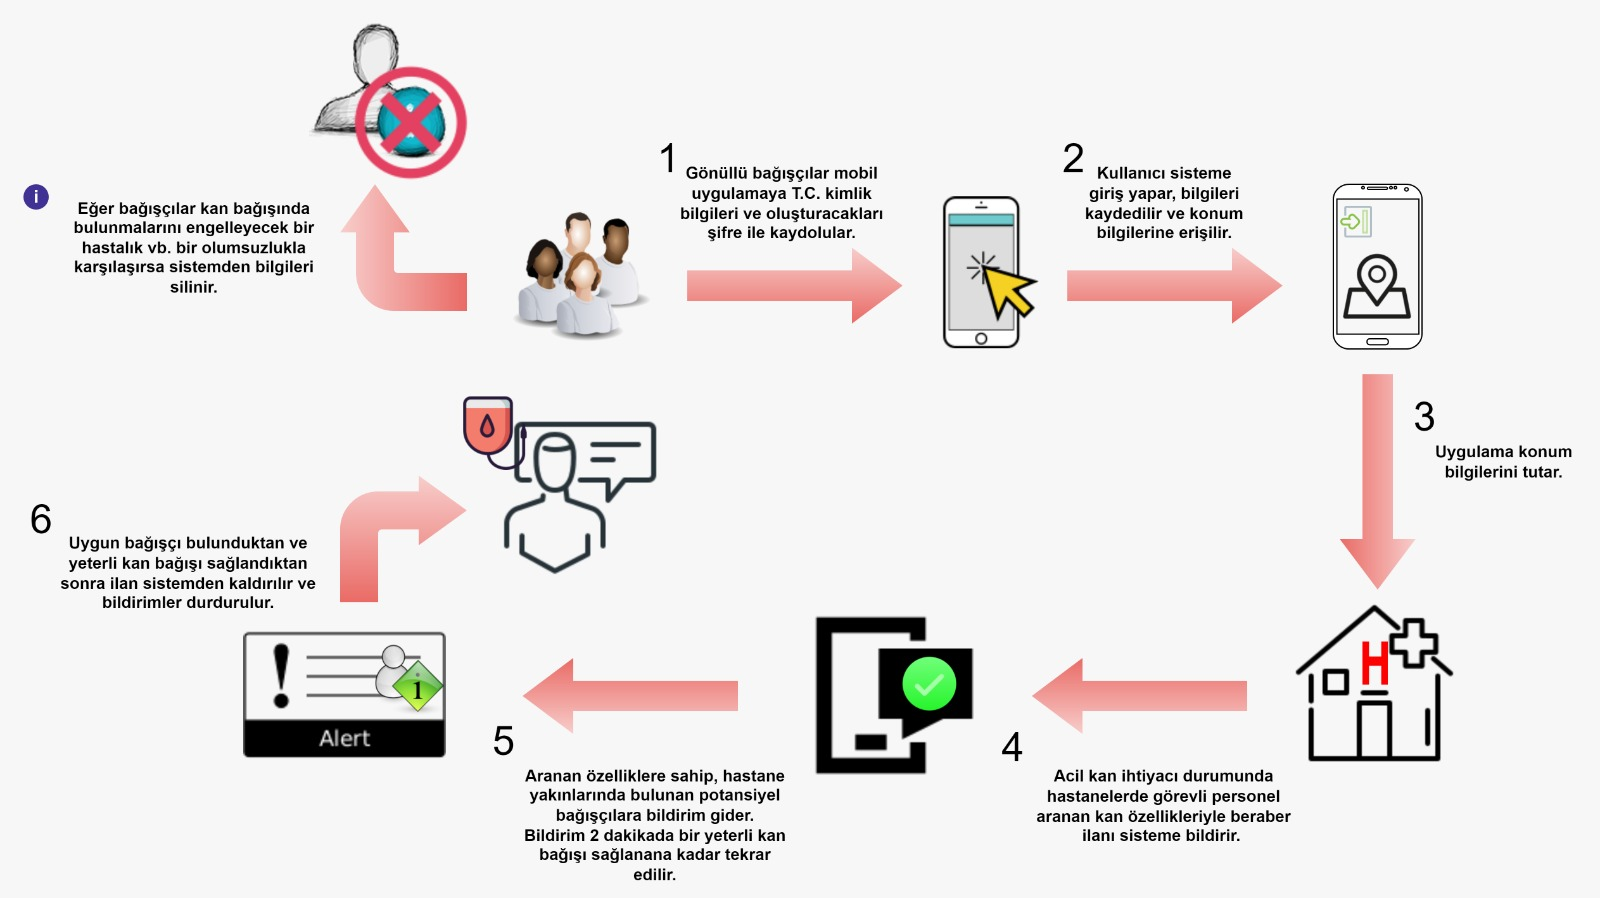 i
Eğer bağışçılar kan bağışında
bulunmalarını engelleyecek bir
hastalık vb. bir olumsuzlukla
karşılaşırsa sistemden bilgileri
silinir.
1
Gönüllü bağışçılar mobil
uygulamaya T.C. kimlik
bilgileri ve oluşturacakları
şifre ile kaydolular.
2
Kullanıcı sisteme
giriş yapar, bilgileri
kaydedilir ve konum
bilgilerine erişilir.
3
Uygulama konum
bilgilerini tutar.
H
4
Acil kan ihtiyacı durumunda
hastanelerde görevli personel
aranan kan özellikleriyle beraber
ilanı sisteme bildirir.
5
Aranan özelliklere sahip, hastane
yakınlarında bulunan potansiyel
bağışçılara bildirim gider.
Bildirim 2 dakikada bir yeterli kan
bağışı sağlanana kadar tekrar
edilir.
!
i
Alert
6
Uygun bağışçı bulunduktan ve
yeterli kan bağışı sağlandıktan
sonra ilan sistemden kaldırılır ve
bildirimler durdurulur.